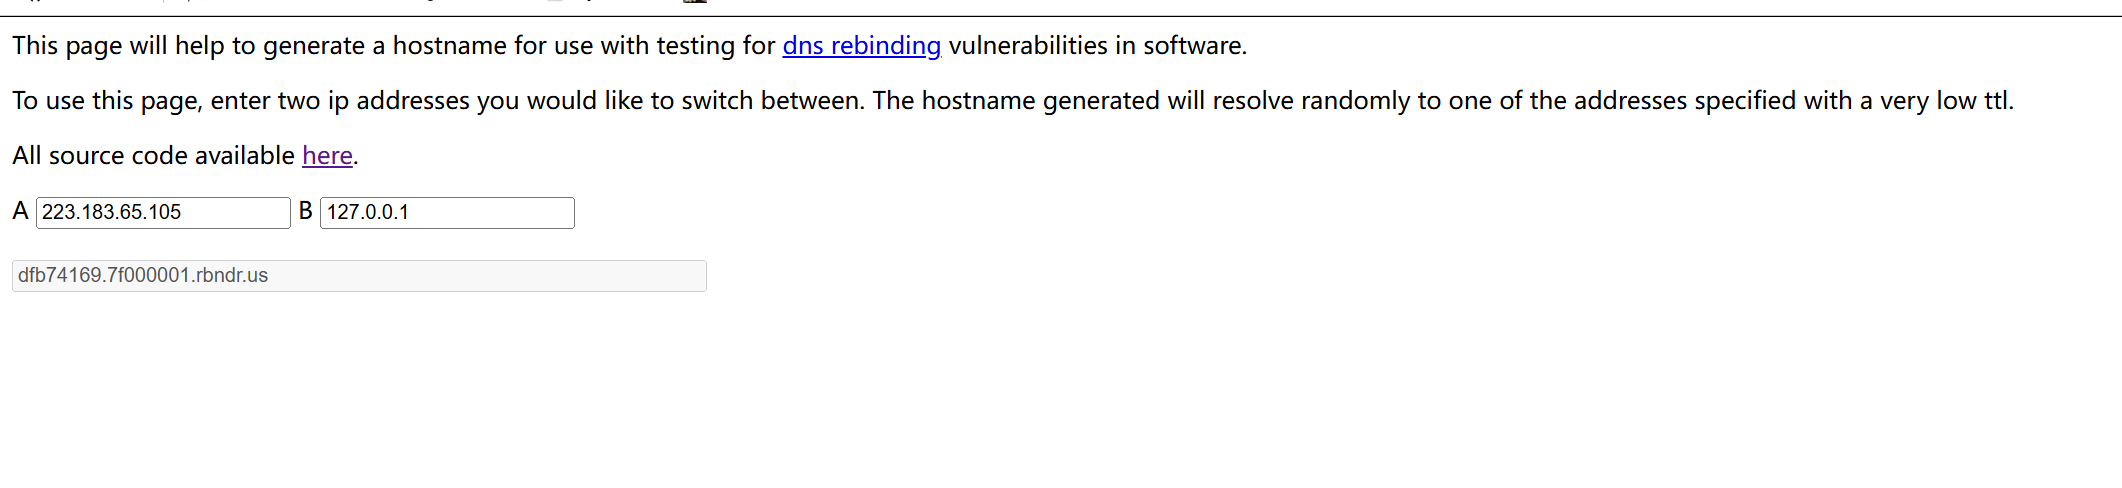 This page will help to generate a hostname for use with testing for dns rebinding vulnerabilities in software.
To use this page, enter two ip addresses you would like to switch between. The hostname generated will resolve randomly to one of the addresses specified with a very low ttl.
All source code available here.
A 223.183.65.105 B 127.0.0.1
dfb74169.7f000001.rbndr.us